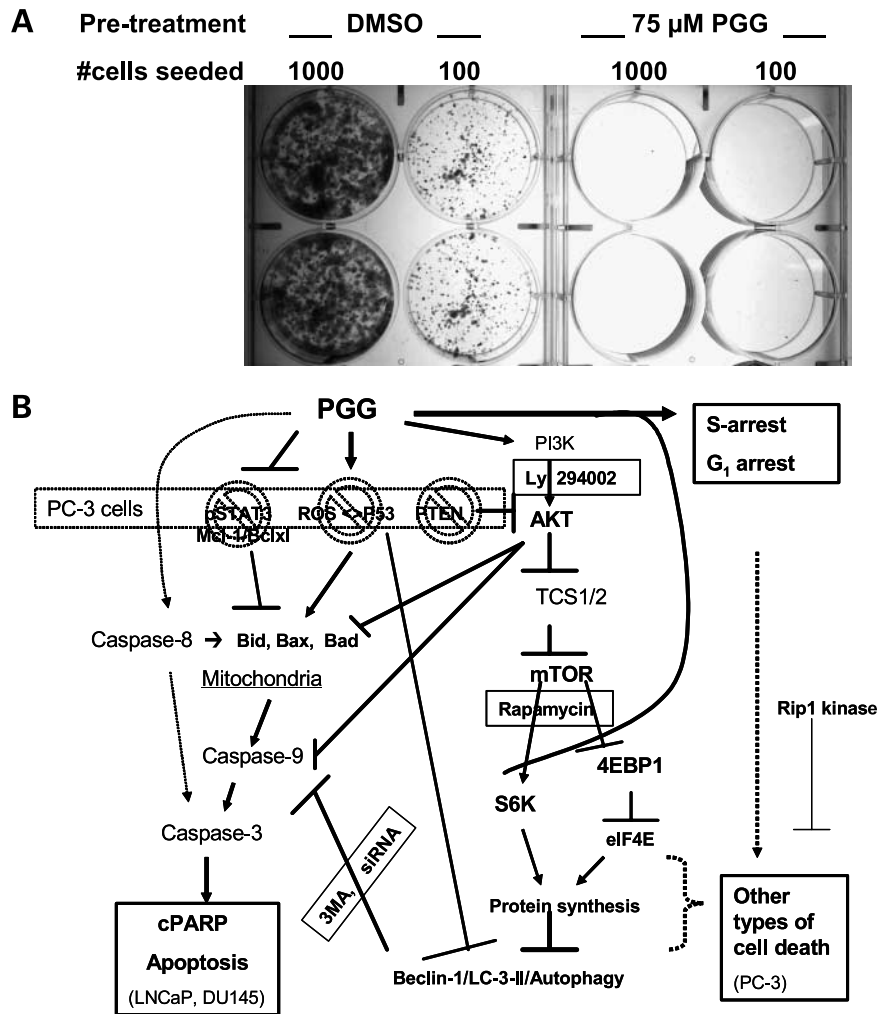 A
Pre-treatment DMSO 75 µM PGG
#cells seeded 1000 100 1000 100
B
PGG
S-arrest
G1 arrest
PI3K
Ly 294002
PC-3 cells
pSTAT3 ROS <>P53 PTEN
AKT
Mcl-1/Bclxl
TCS1/2
Caspase-8 → Bid, Bax, Bad
Mitochondria
mTOR
Rapamycin
Rip1 kinase
Caspase-9
4EBP1
S6K
Caspase-3
eIF4E
3MA, siRNA
Protein synthesis
cPARP
Apoptosis
(LNCaP, DU145)
Beclin-1/LC-3-II/Autophagy
Other
types of
cell death
(PC-3)